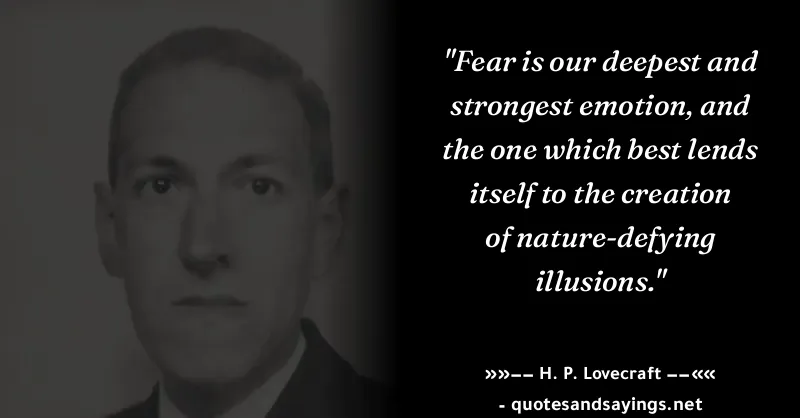 "Fear is our deepest and
strongest emotion, and
the one which best lends
itself to the creation
of nature-defying
illusions."
»»−− H. P. Lovecraft −−««
- quotesandsayings.net